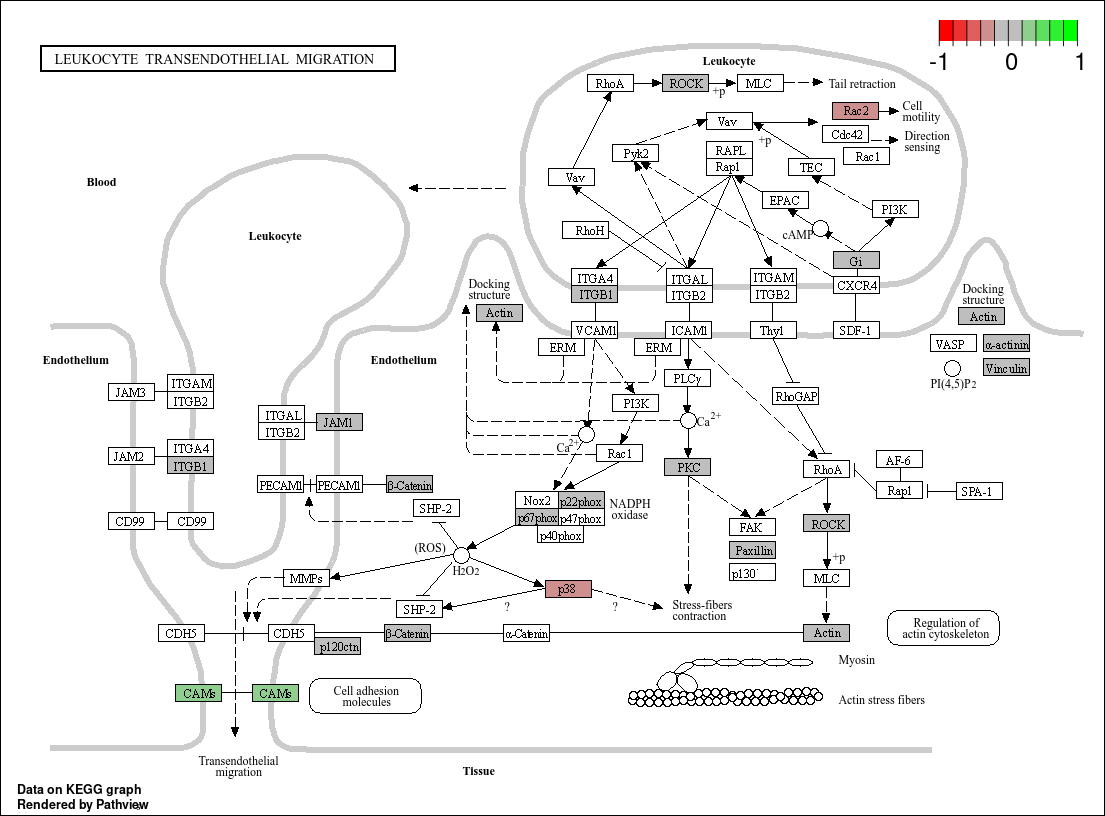 LEUKOCYTE TRANSENDOTHELIAL MIGRATION
-1
0
1
Leukocyte
RhoA
ROCK
+p
MLC
Tail retraction
Vav
Rac2
Cell
motility
Cdc42
Direction
sensing
Rac1
+p
Pyk2
RAPL
Rap1
TEC
Vav
EPAC
PI3K
cAMP
RhoH
Gi
Blood
Leukocyte
ITGA4
ITGB1
ITGAL
ITGB2
ITGAM
ITGB2
CXCR4
Docking
structure
Actin
VCAM1
ICAM1
Thy1
SDF-1
Docking
structure
Actin
VASP
α-actinin
PI(4,5)P2
Vinculin
ERM
ERM
Endothelium
Endothelium
JAM3
ITGAM
ITGB2
PLCγ
PI3K
RhoGAP
ITGAL
ITGB2
JAM1
Ca2+
Ca2+
JAM2
ITGA4
ITGB1
Rac1
PKC
RhoA
AF-6
Rap1
SPA-1
PECAM1
PECAM1
β-Catenin
SHP-2
Nox2
p22phox
p67phox
p47phox
p40phox
NADPH
oxidase
CD99
CD99
FAK
Paxillin
p130
ROCK
+p
MLC
(ROS)
H2O2
MMPs
p38
SHP-2
?
?
Stress-fibers
contraction
CDH5
CDH5
p120ctn
β-Catenin
α-Catenin
Actin
Regulation of
actin cytoskeleton
Myosin
Actin stress fibers
CAMs
CAMs
Cell adhesion
molecules
Transendothelial
migration
Tissue
Data on KEGG graph
Rendered by Pathview